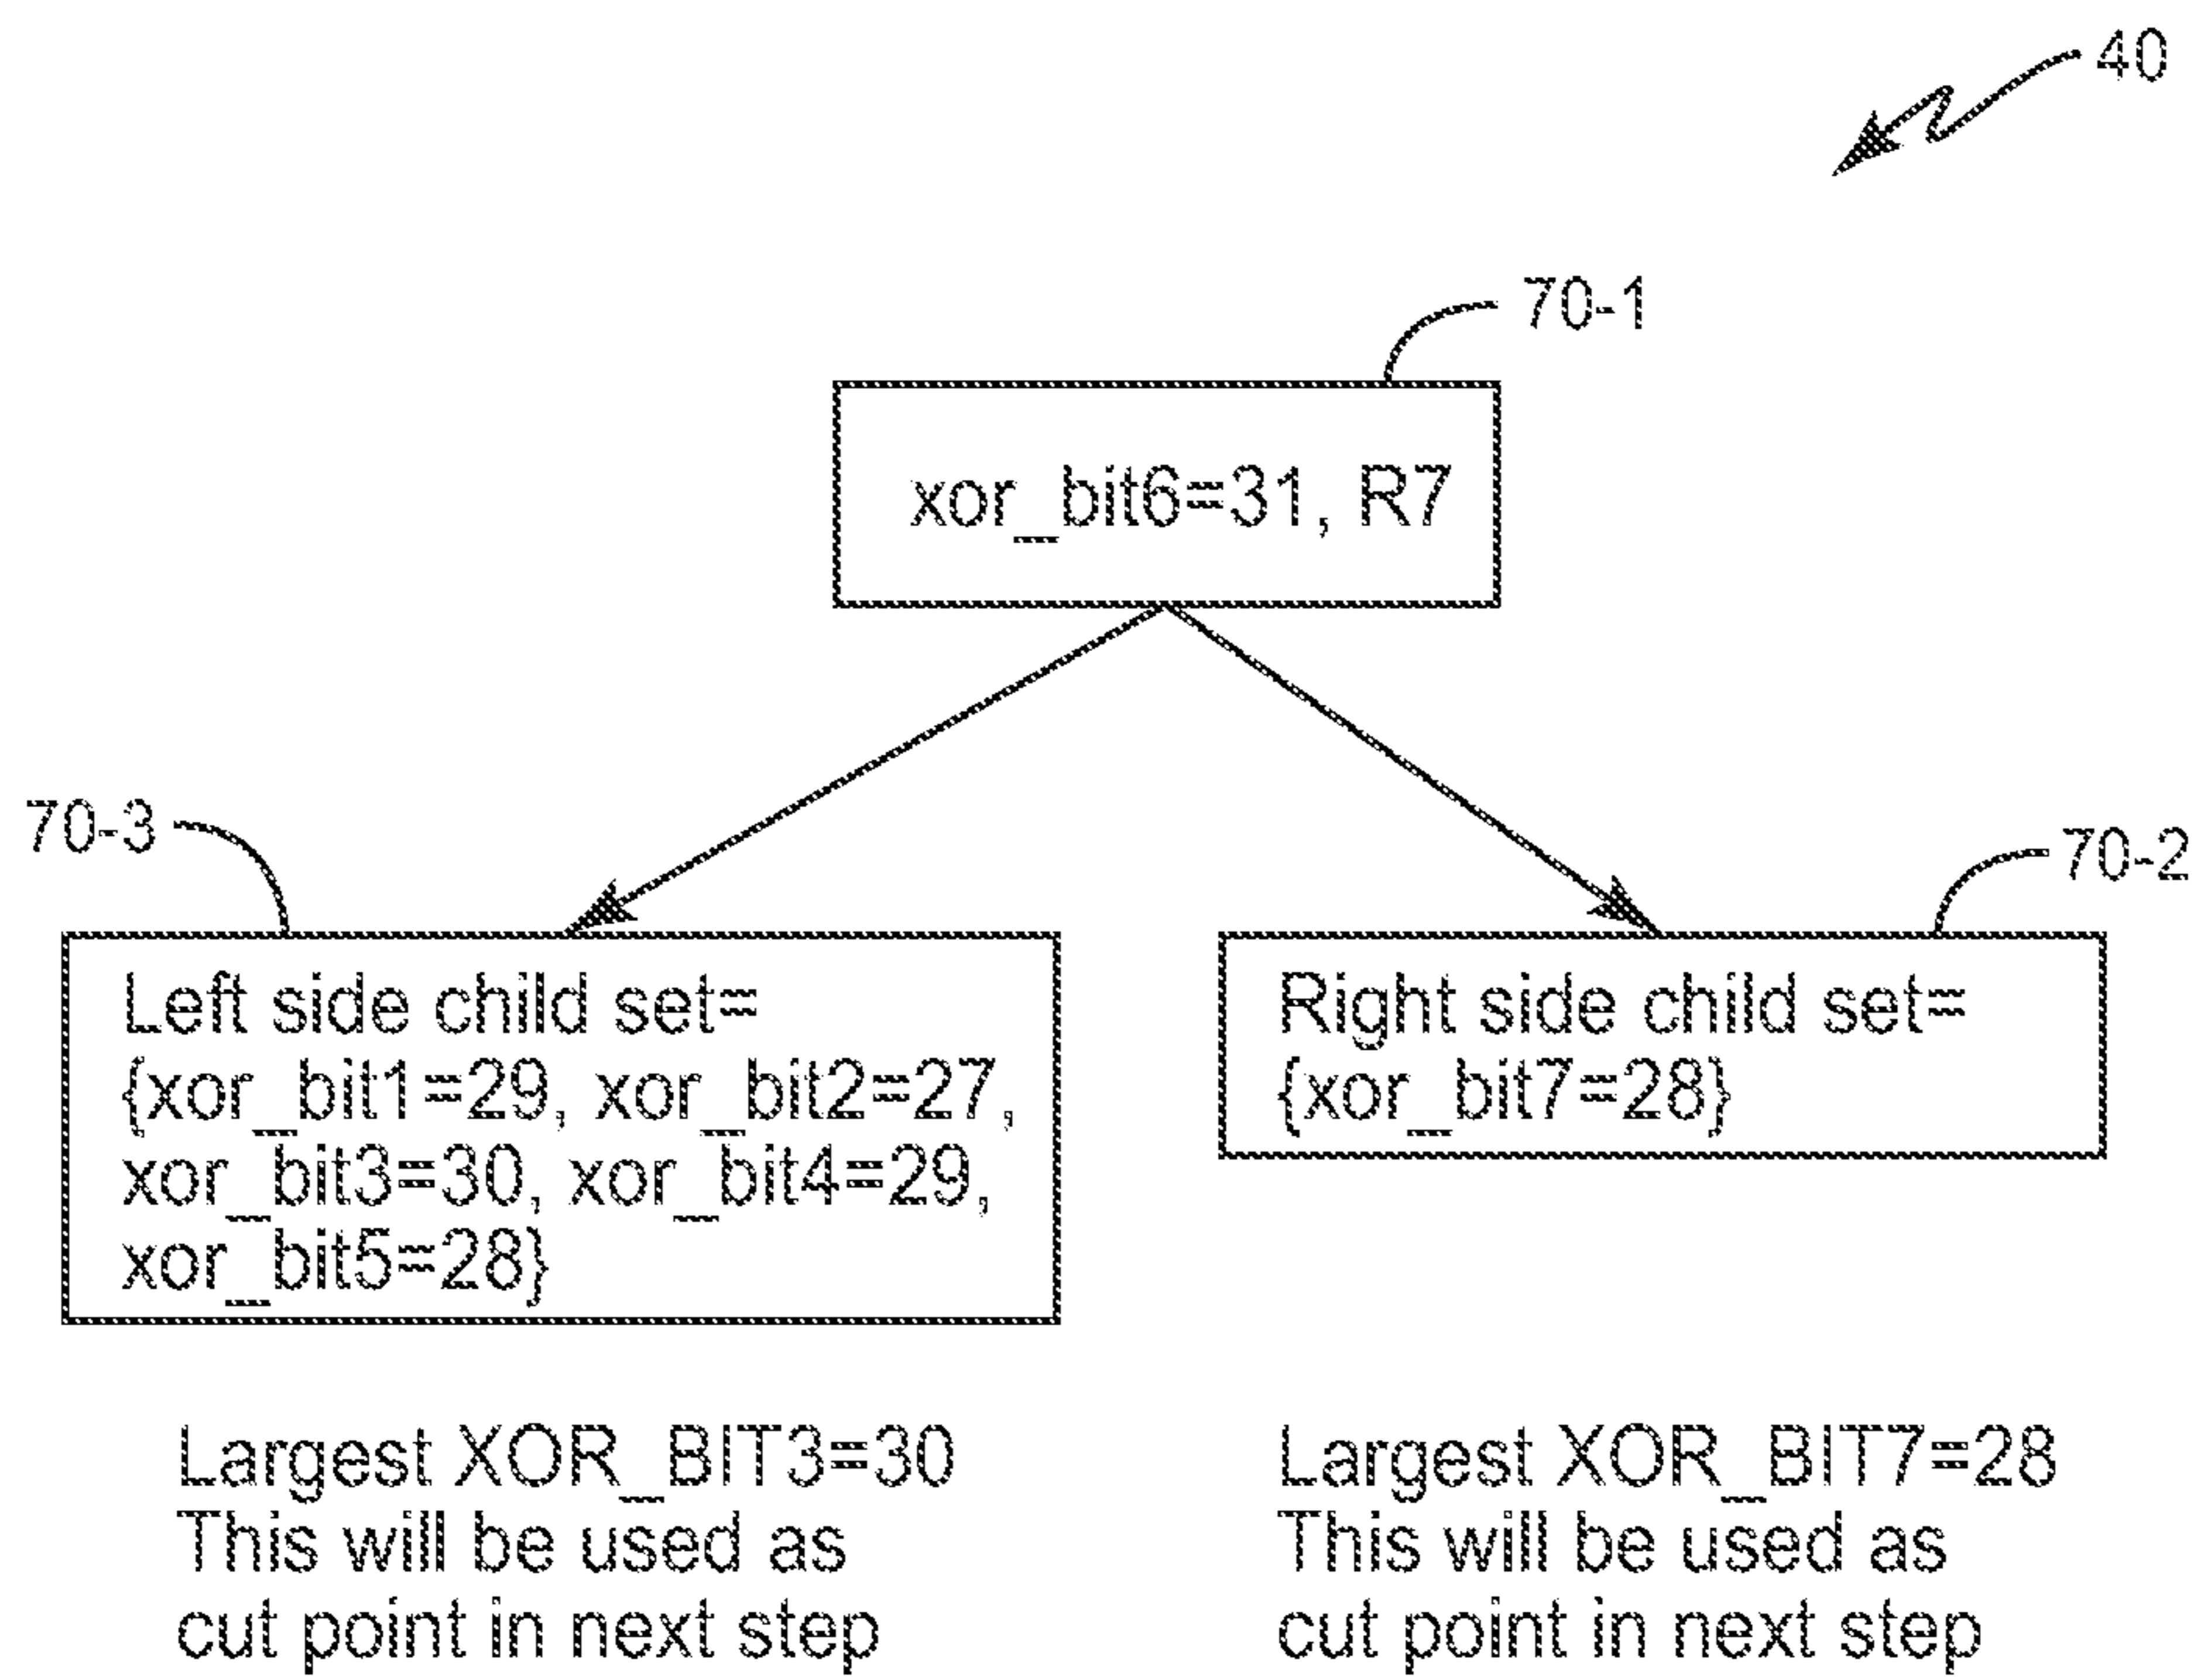 40
70-1
xor_bit6=31, R7
70-3
70-2
Left side child set=
{xor_bit1=29, xor_bit2=27,
xor_bit3=30, xor_bit4=29,
xor_bit5=28}
Right side child set=
{xor_bit7=28}
Largest XOR_BIT3=30
This will be used as
cut point in next step
Largest XOR_BIT7=28
This will be used as
cut point in next step